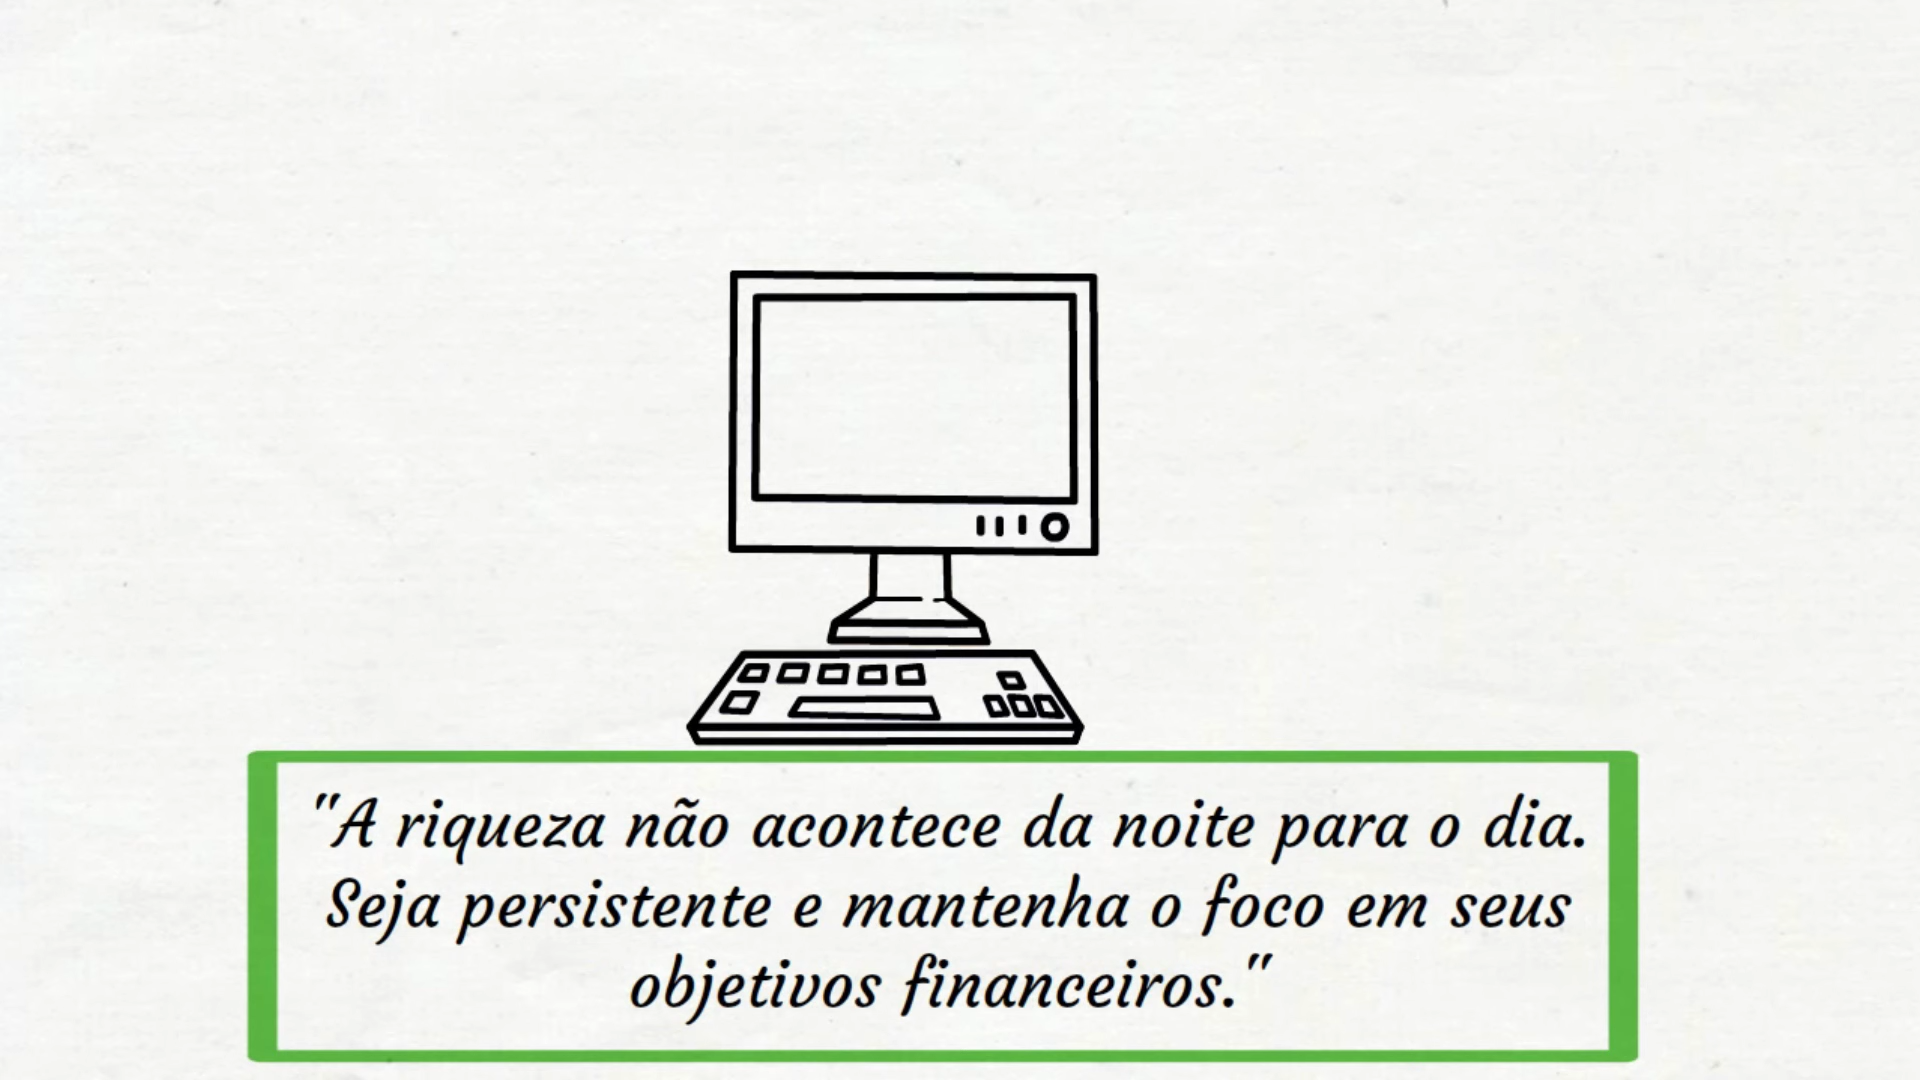 "A riqueza não acontece da noite para o dia.
Seja persistente e mantenha o foco em seus
objetivos financeiros."